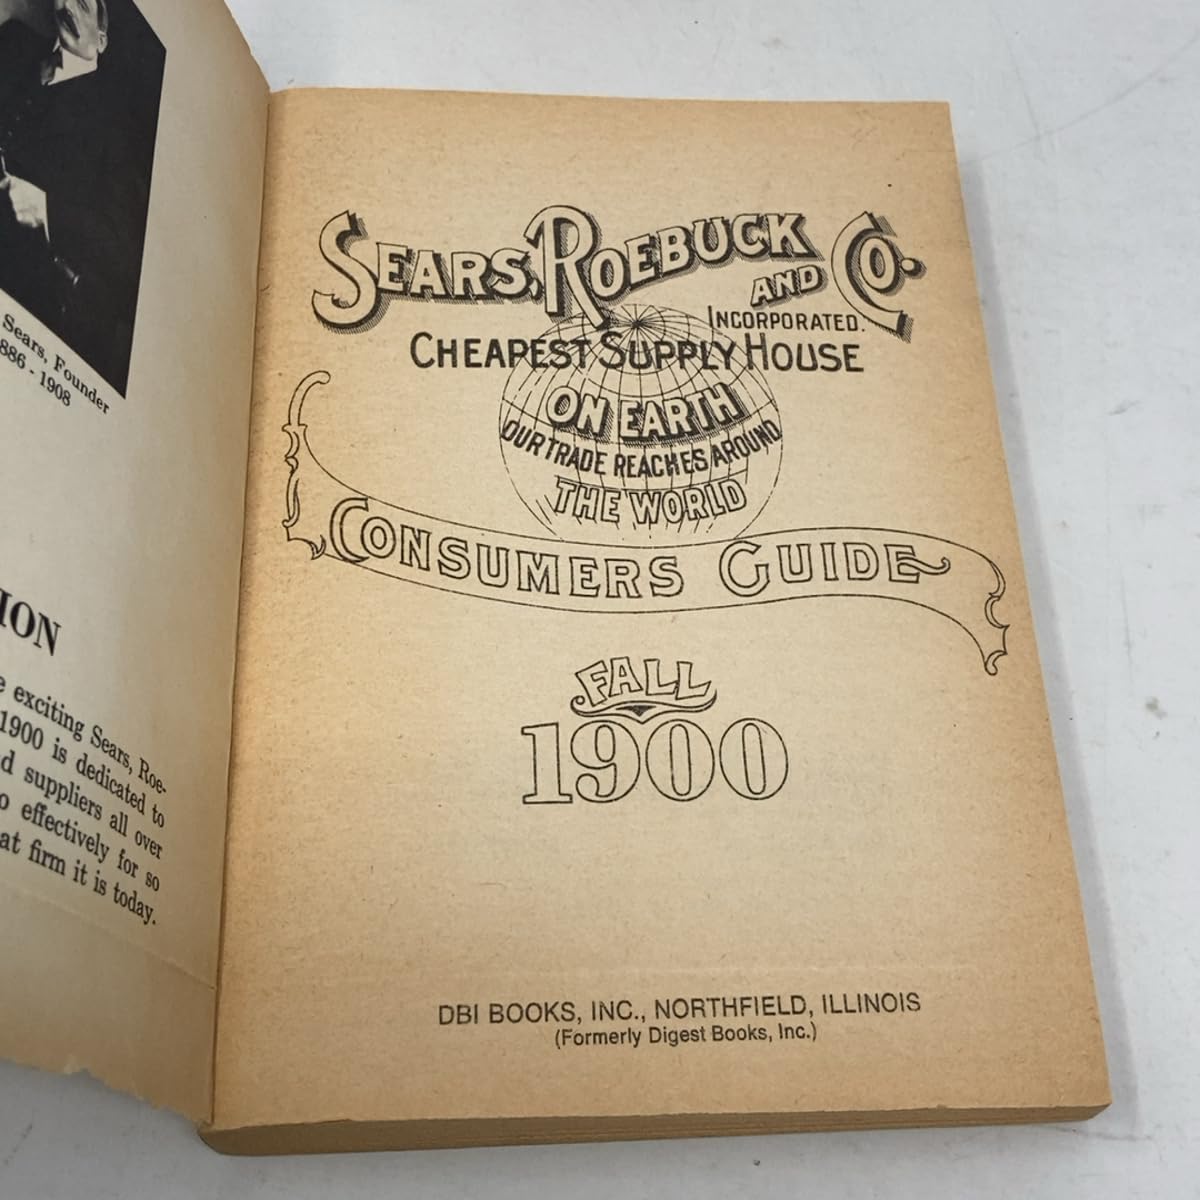 Sears, Founder
886 - 1908
ION
exciting Sears, Roe-
1900 is dedicated to
d suppliers all over
o effectively for so
at firm it is today.
SEARS, ROEBUCK AND CO.
INCORPORATED.
CHEAPEST SUPPLY HOUSE
ON EARTH
OUR TRADE REACHES AROUND
THE WORLD
CONSUMERS GUIDE
FALL
1900
DBI BOOKS, INC., NORTHFIELD, ILLINOIS
(Formerly Digest Books, Inc.)